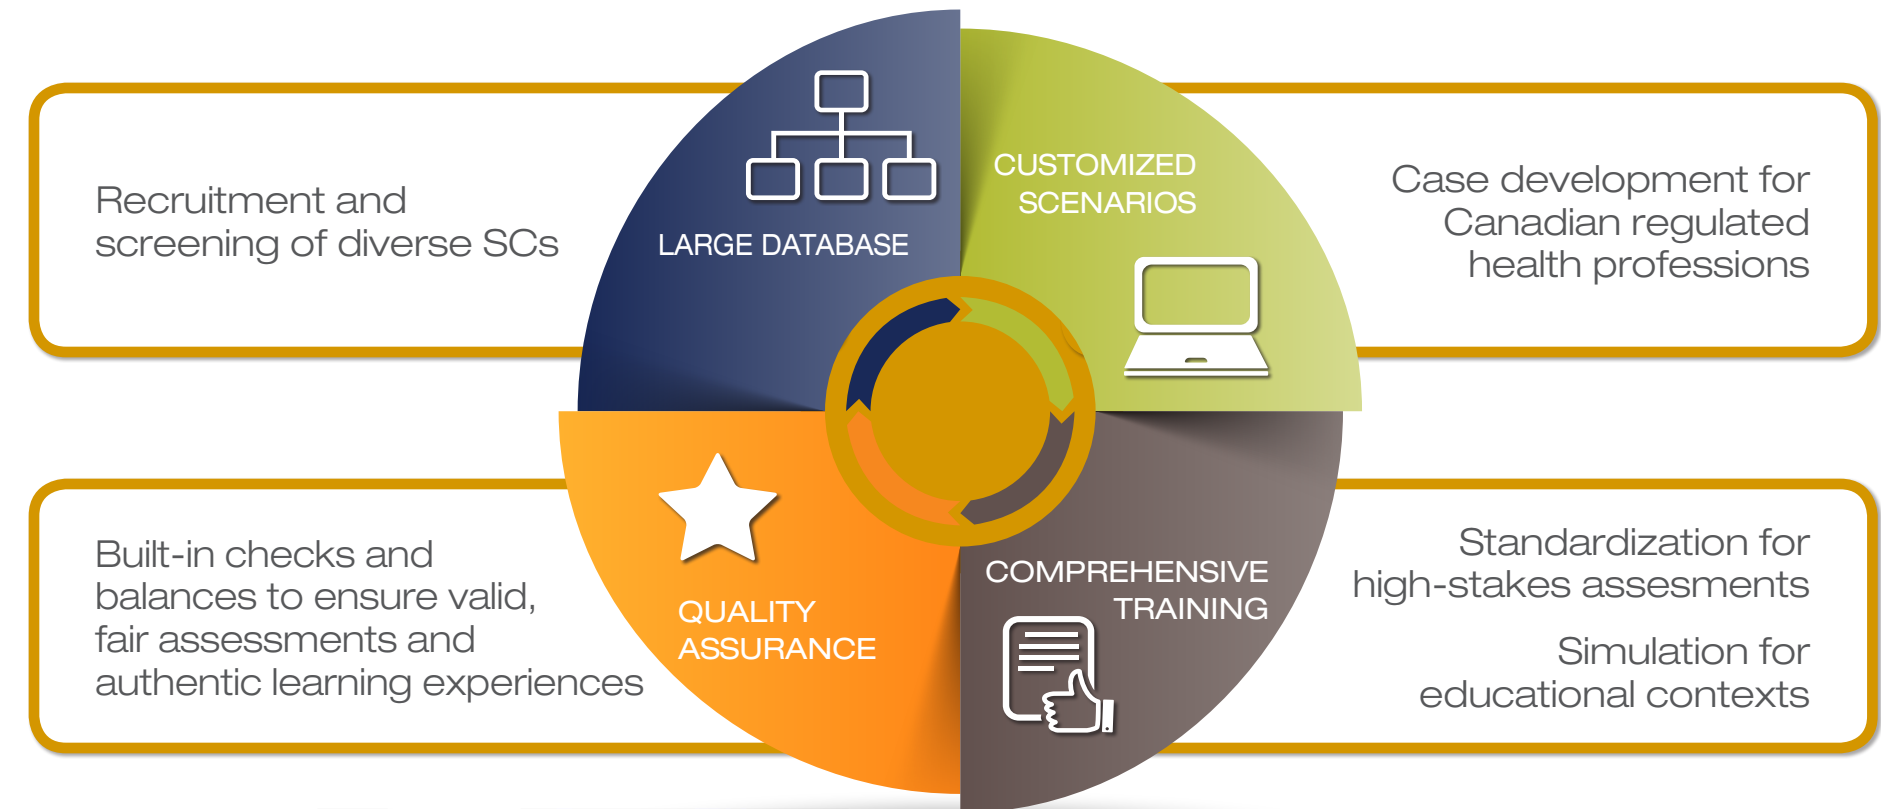 Recruitment and
screening of diverse SCs
LARGE DATABASE
CUSTOMIZED
SCENARIOS
Case development for
Canadian regulated
health professions
Built-in checks and
balances to ensure valid,
fair assessments and
authentic learning experiences
QUALITY
ASSURANCE
COMPREHENSIVE
TRAINING
Standardization for
high-stakes assesments
Simulation for
educational contexts